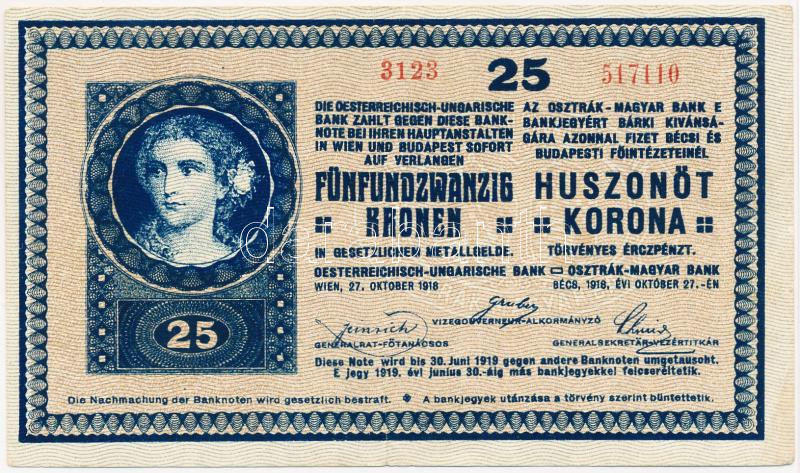 3123 25 517110
DIE OESTERREICHISCH-UNGARISCHE
BANK ZAHLT GEGEN DIESE BANK-
NOTE BEI IHREN HAUPTANSTALTEN
IN WIEN UND BUDAPEST SOFORT
AUF VERLANGEN
FÜNFUNDZWANZIG
KRONEN
IN GESETZLICHEM METALLGELDE.
OESTERREICHISCH-UNGARISCHE BANK
WIEN, 27. OKTOBER 1918
AZ OSZTRÁK-MAGYAR BANK E
BANKJEGYÉRT BÁRKI KIVÁNSÁ-
GÁRA AZONNAL FIZET BÉCSI ÉS
BUDAPESTI FŐINTÉZETEINÉL
HUSZONÖT
KORONA
TÖRVÉNYES ÉRCZPÉNZT.
OSZTRÁK-MAGYAR BANK
BÉCS, 1918, ÉVI OKTÓBER 27.-ÉN
Gruber
VIZEGOUVERNEUR-ALKORMÁNYZÓ
GENERALRAT-FŐTANÁCSOS
GENERALSEKRETÄR-VEZÉRTITKÁR
25
Diese Note wird bis 30. Juni 1919 gegen andere Banknoten umgetauscht.
E jegy 1919. évi junius 30.-áig más bankjegyekkel felcseréltetik.
Die Nachmachung der Banknoten wird gesetzlich bestraft. A bankjegyek utánzása a törvény szerint büntettetik.